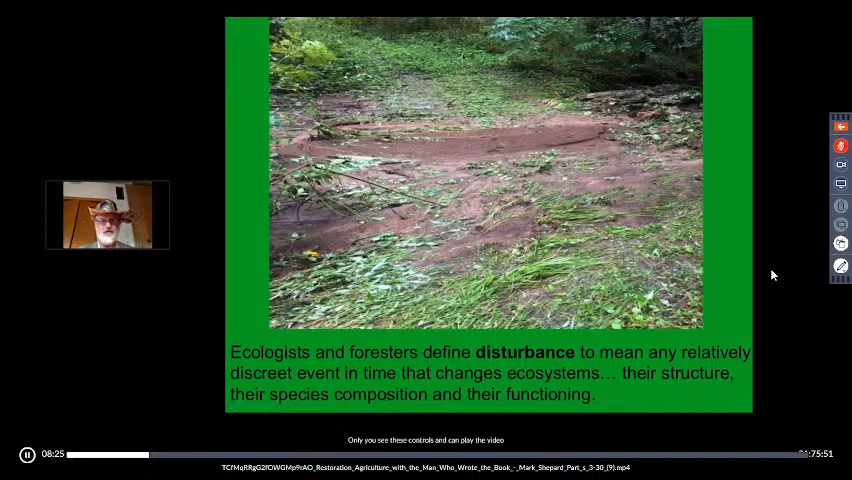 Ecologists and foresters define disturbance to mean any relatively
discreet event in time that changes ecosystems... their structure,
their species composition and their functioning.
Only you see these controls and can play the video
08:25
TCfMqRRgG2fOWGMp9rAO_Restoration_Agriculture_with_the_Man_Who_Wrote_the_Book_-_Mark_Shepard_Part_s_3-30_(9).mp4